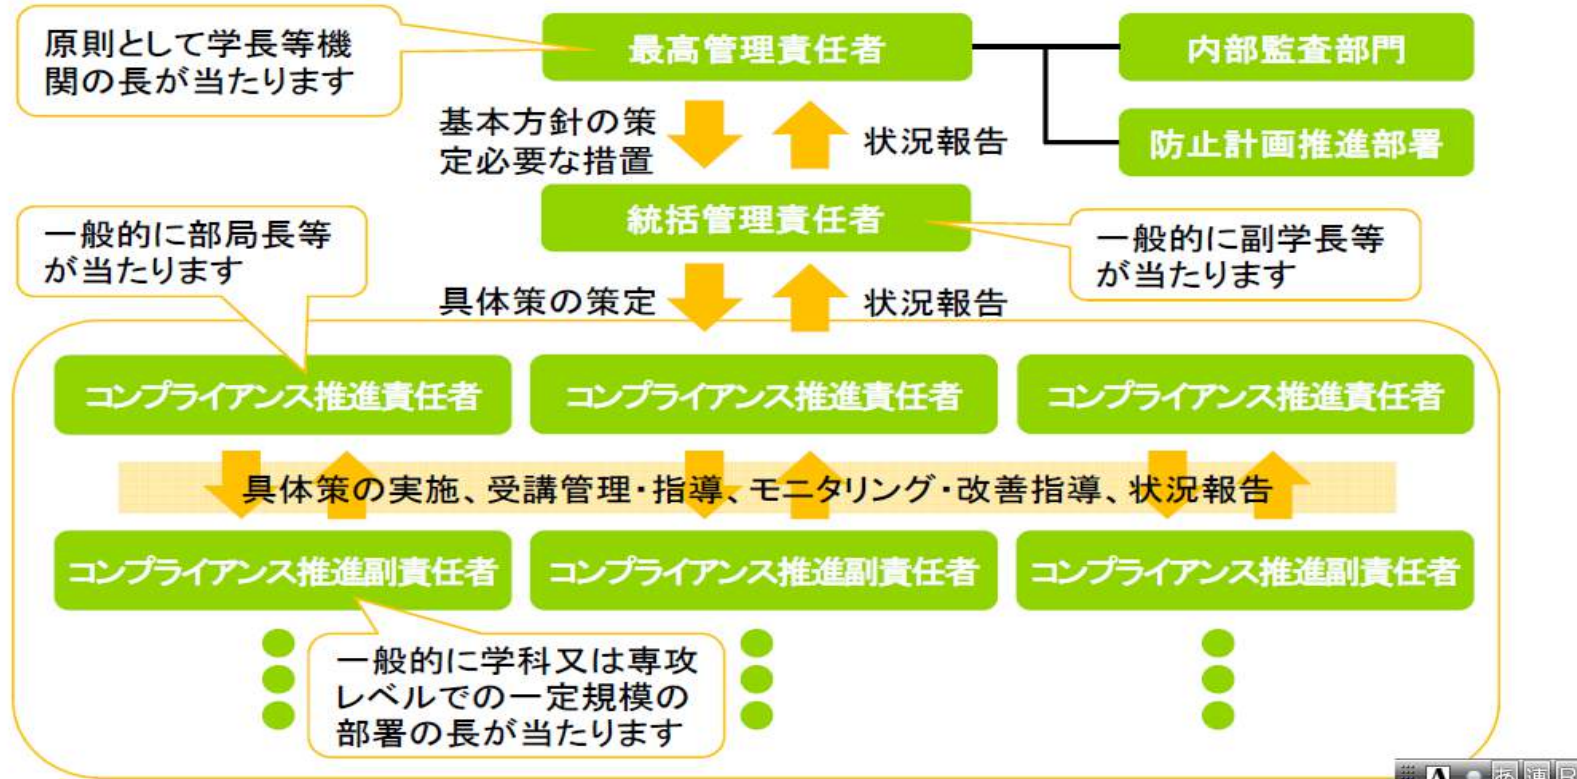 原則として学長等機
関の長が当たります
最高管理責任者
内部監査部門
基本方針の策
定必要な措置
状況報告
防止計画推進部署
統括管理責任者
一般的に部局長等
が当たります
一般的に副学長等
が当たります
具体策の策定
状況報告
コンプライアンス推進責任者
コンプライアンス推進責任者
コンプライアンス推進責任者
具体策の実施、受講管理・指導、モニタリング・改善指導、状況報告
コンプライアンス推進副責任者
コンプライアンス推進副責任者
コンプライアンス推進副責任者
一般的に学科又は専攻
レベルでの一定規模の
部署の長が当たります
A